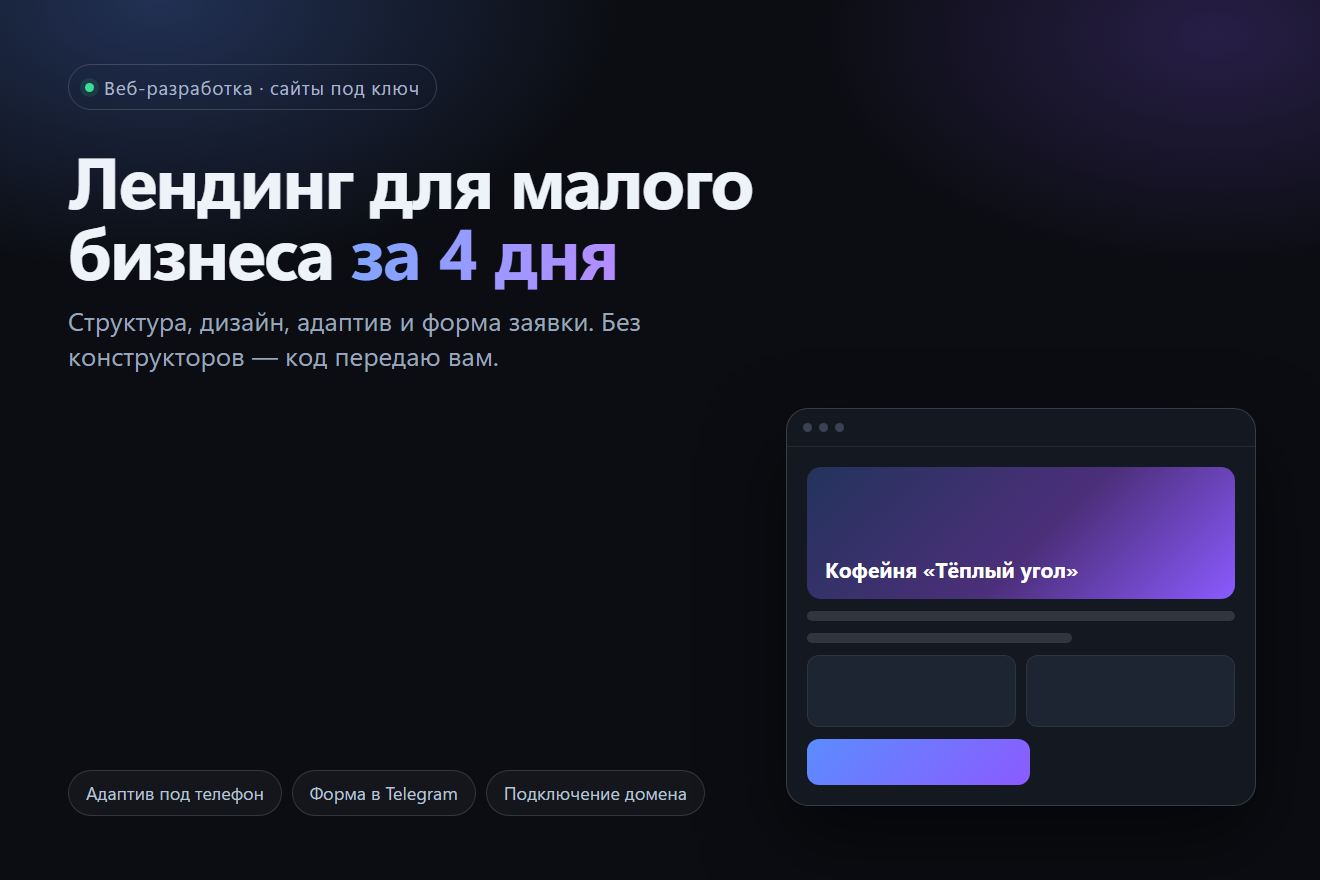 Веб-разработка · сайты под ключ
Лендинг для малого
бизнеса за 4 дня
Структура, дизайн, адаптив и форма заявки. Без
конструкторов — код передаю вам.
Кофейня «Тёплый угол»
Адаптив под телефон
Форма в Telegram
Подключение домена